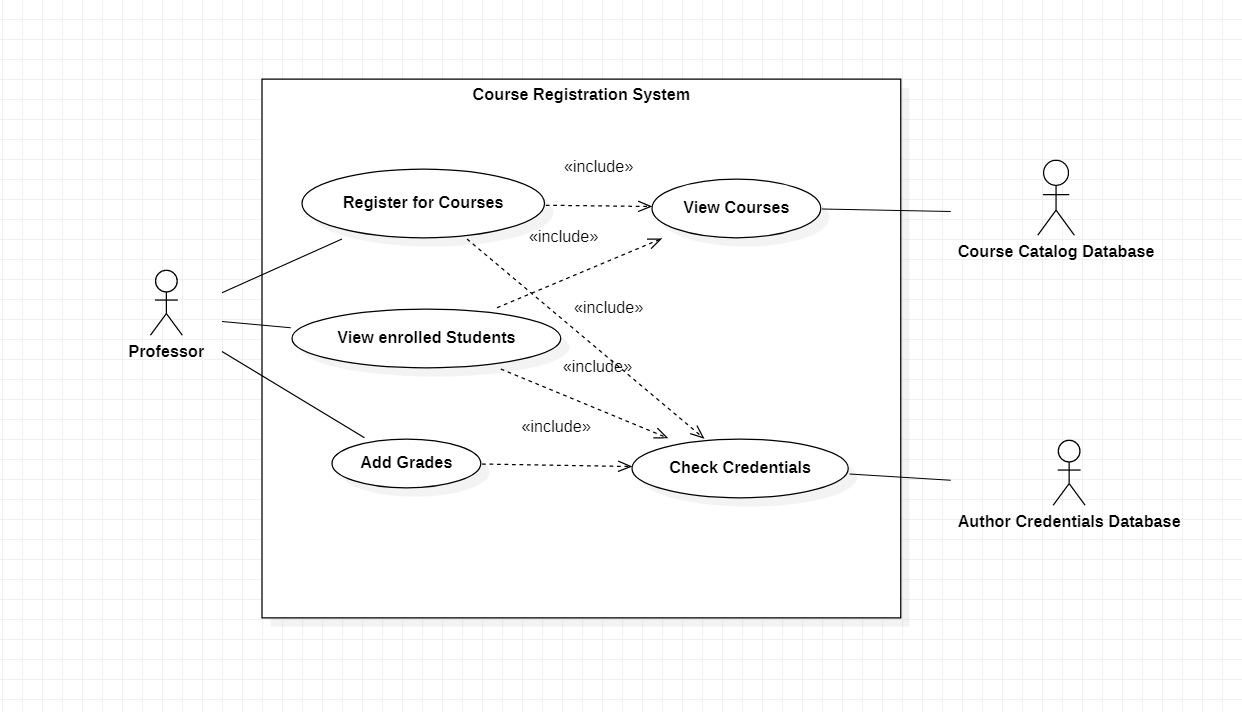 Course Registration System
«include»
Register for Courses
View Courses
«include»
Course Catalog Database
«include»
View enrolled Students
Professor
«include»
«include»
Add Grades
Check Credentials
Author Credentials Database